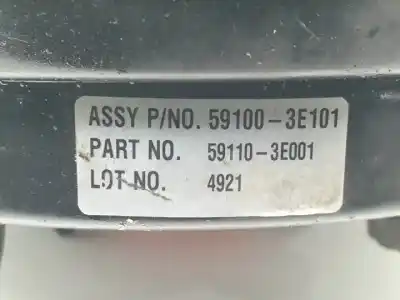 ASSY P/NO. 59100-3E101
PART NO. 59110-3E001
LOT NO. 4921